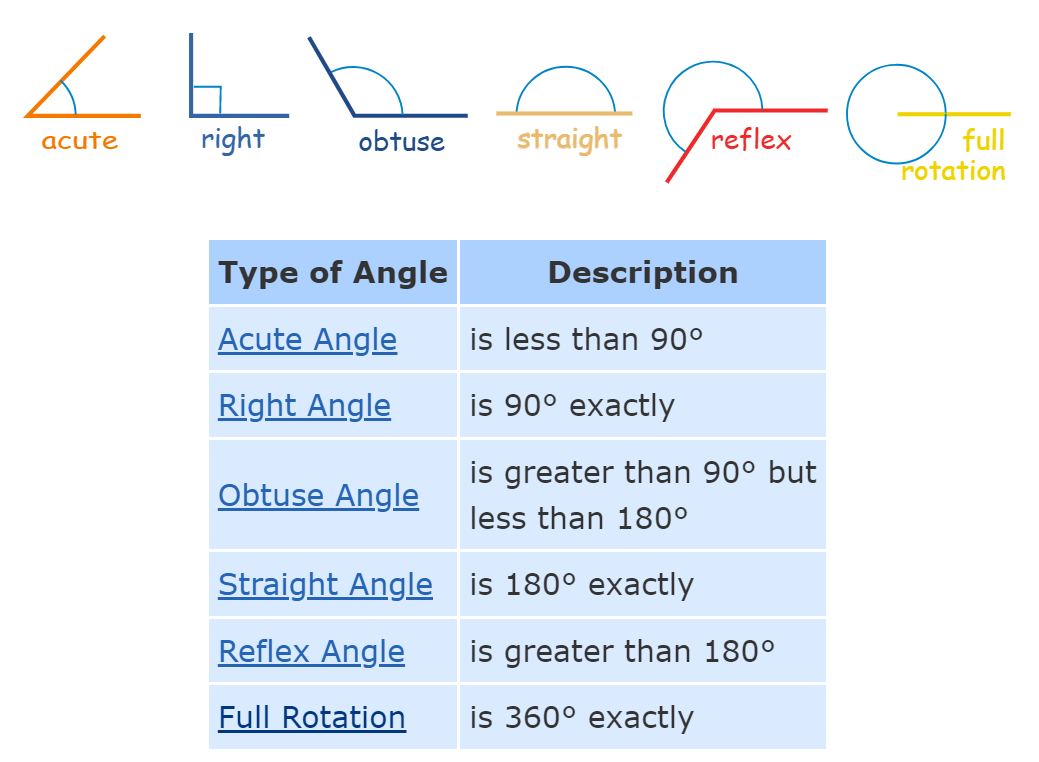 acute
right
obtuse
straight
reflex
full
rotation
Type of Angle
Description
Acute Angle
is less than 90°
Right Angle
is 90° exactly
Obtuse Angle
is greater than 90° but
less than 180°
Straight Angle
is 180° exactly
Reflex Angle
is greater than 180°
Full Rotation
is 360° exactly